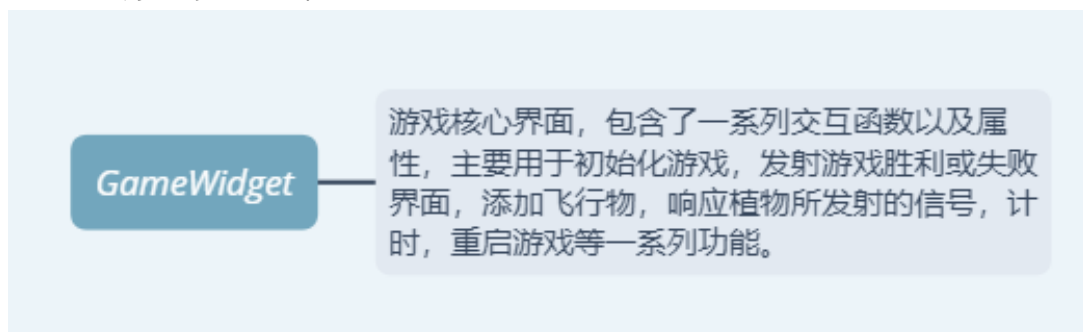 GameWidget
游戏核心界面，包含了一系列交互函数以及属
性，主要用于初始化游戏，发射游戏胜利或失败
界面，添加飞行物，响应植物所发射的信号，计
时，重启游戏等一系列功能。